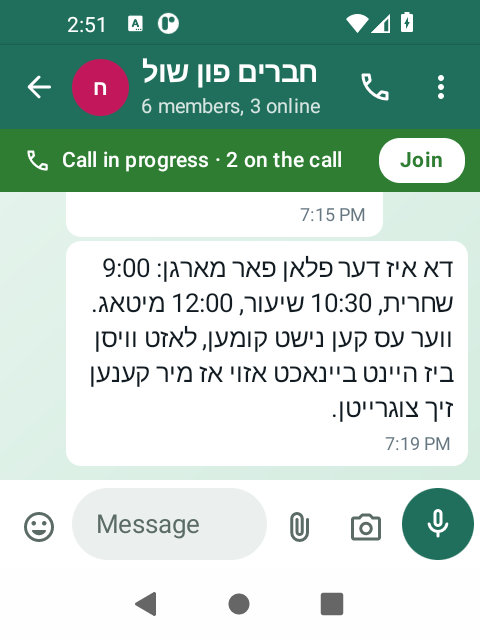 2:51
A
חברים פון שול
ח
6 members, 3 online
Call in progress · 2 on the call
Join
7:15 PM
דא איז דער פלאן פאר מארגן: 9:00
שחרית, 10:30 שיעור, 12:00 מיטאג.
ווער עס קען נישט קומען, לאזט וויסן
ביז היינט ביינאכט אזוי אז מיר קענען
זיך צוגרייטן.
7:19 PM
Message